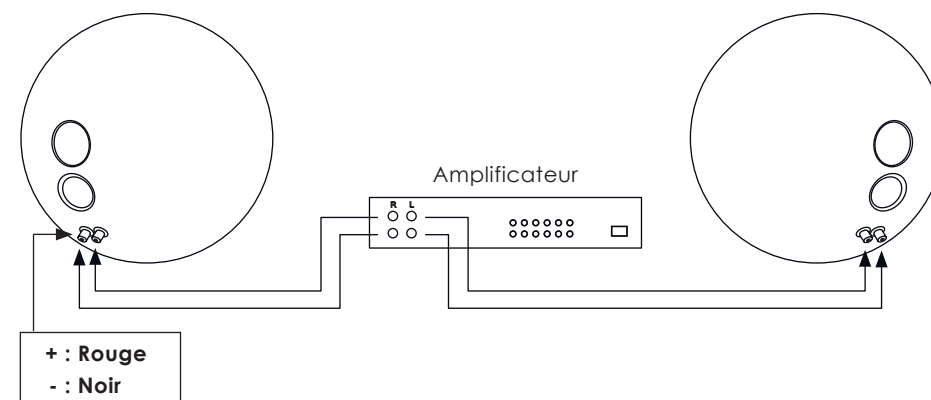 Amplificateur
R L
+ : Rouge
- : Noir